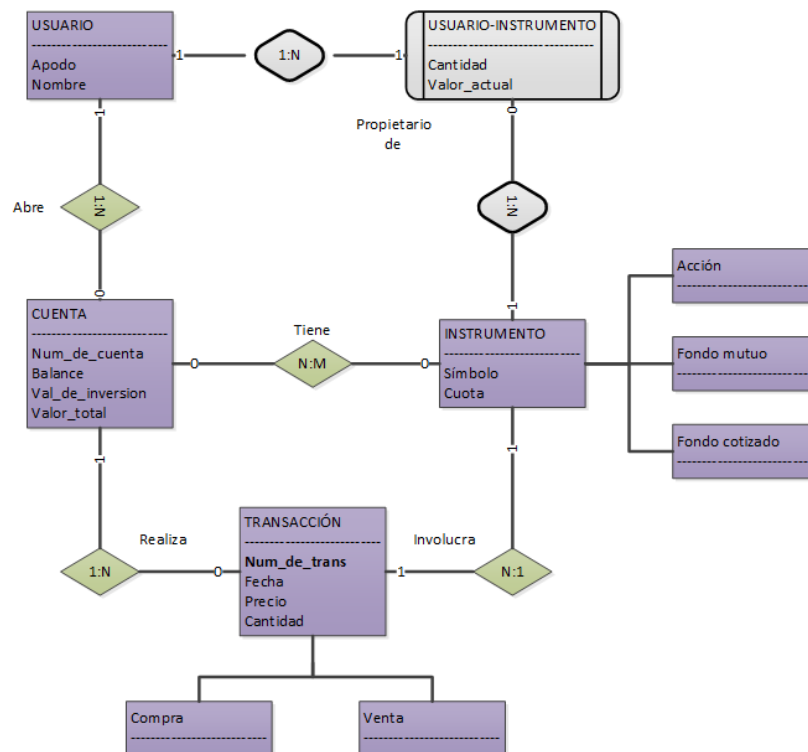 USUARIO
------------------------
Apodo
Nombre
1
1:N
1
USUARIO-INSTRUMENTO
----------------------------
Cantidad
Valor_actual
0
Propietario
de
1:N
1
1
Abre
1:N
0
CUENTA
------------------------
Num_de_cuenta
Balance
Val_de_inversion
Valor_total
0
Tiene
N:M
0
INSTRUMENTO
------------------------
Símbolo
Cuota
Acción
------------------------
Fondo mutuo
------------------------
Fondo cotizado
------------------------
1
Realiza
1:N
0
TRANSACCIÓN
------------------------
Num_de_trans
Fecha
Precio
Cantidad
1
Involucra
N:1
1
Compra
------------------------
Venta
------------------------